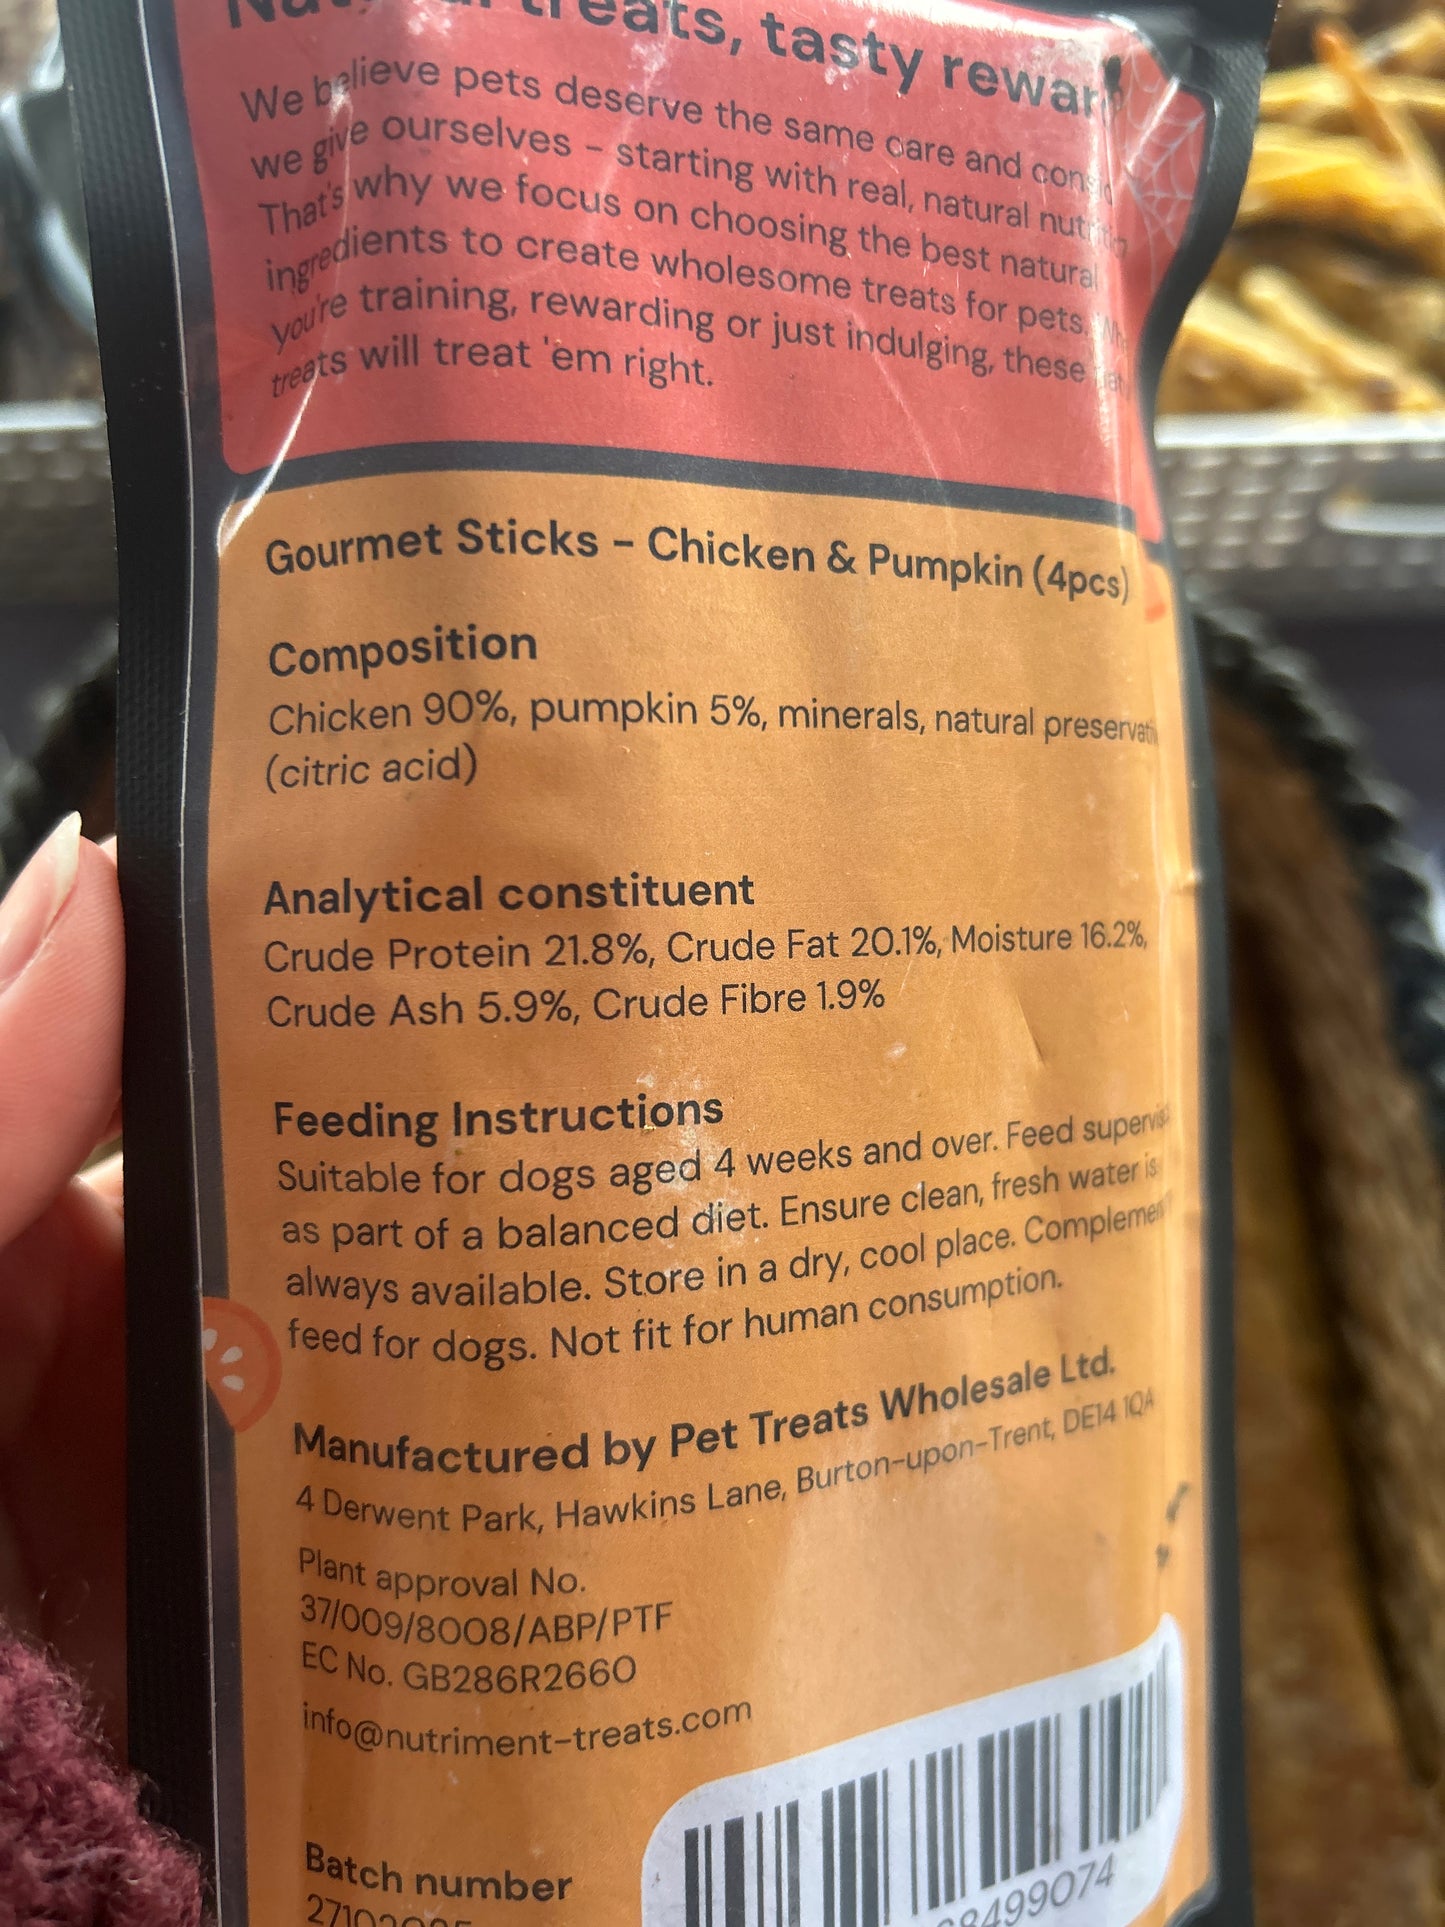 treats, tasty
We believe pets deserve the same care and
we give ourselves – starting with real, natural
That's why we focus on choosing the best natural
ingredients to create wholesome treats for pets.
you're training, rewarding or just indulging, these
treats will treat 'em right.
Gourmet Sticks – Chicken & Pumpkin (4pcs)
Composition
Chicken 90%, pumpkin 5%, minerals, natural
(citric acid)
Analytical constituent
Crude Protein 21.8%, Crude Fat 20.1%, Moisture 16.2%,
Crude Ash 5.9%, Crude Fibre 1.9%
Feeding Instructions
Suitable for dogs aged 4 weeks and over. Feed
as part of a balanced diet. Ensure clean, fresh water is
always available. Store in a dry, cool place.
feed for dogs. Not fit for human consumption.
Manufactured by Pet Treats Wholesale Ltd.
4 Derwent Park, Hawkins Lane, Burton-upon-Trent, DE14 1QA
Plant approval No.
37/009/8008/ABP/PTF
EC No. GB286R2660
info@nutriment-treats.com
Batch number